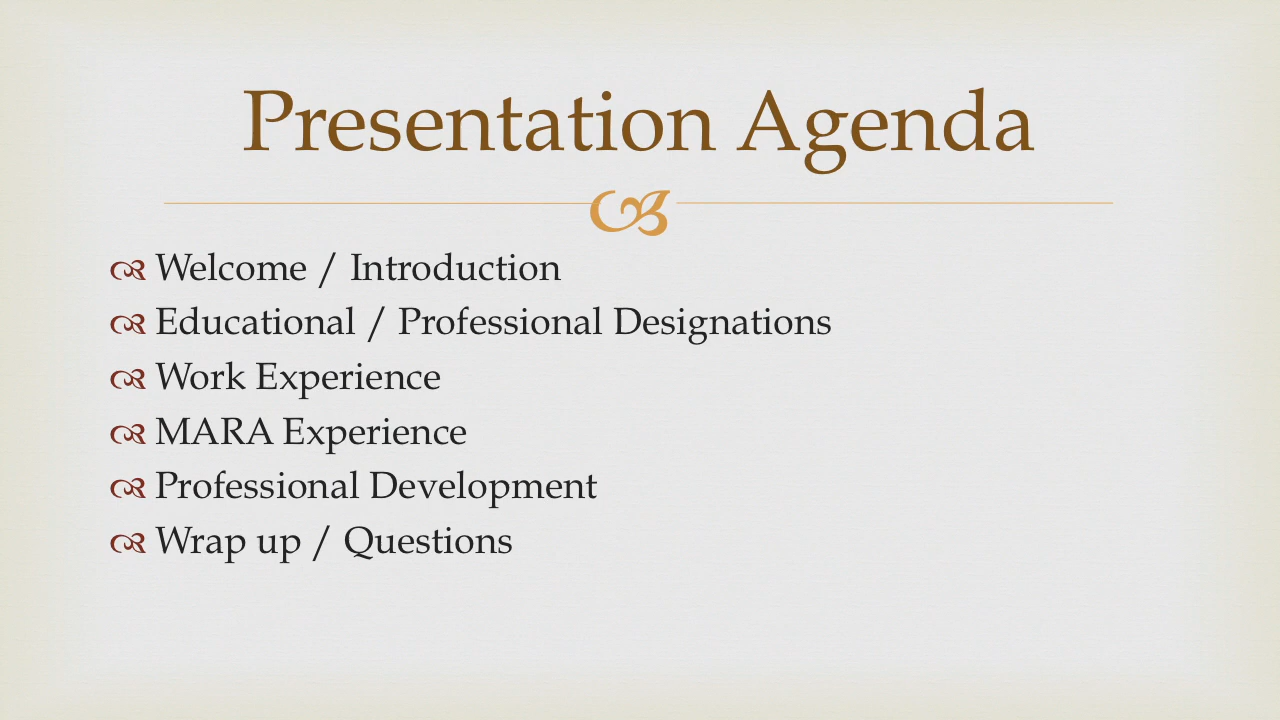 Presentation Agenda
Welcome / Introduction
Educational / Professional Designations
Work Experience
MARA Experience
Professional Development
Wrap up / Questions